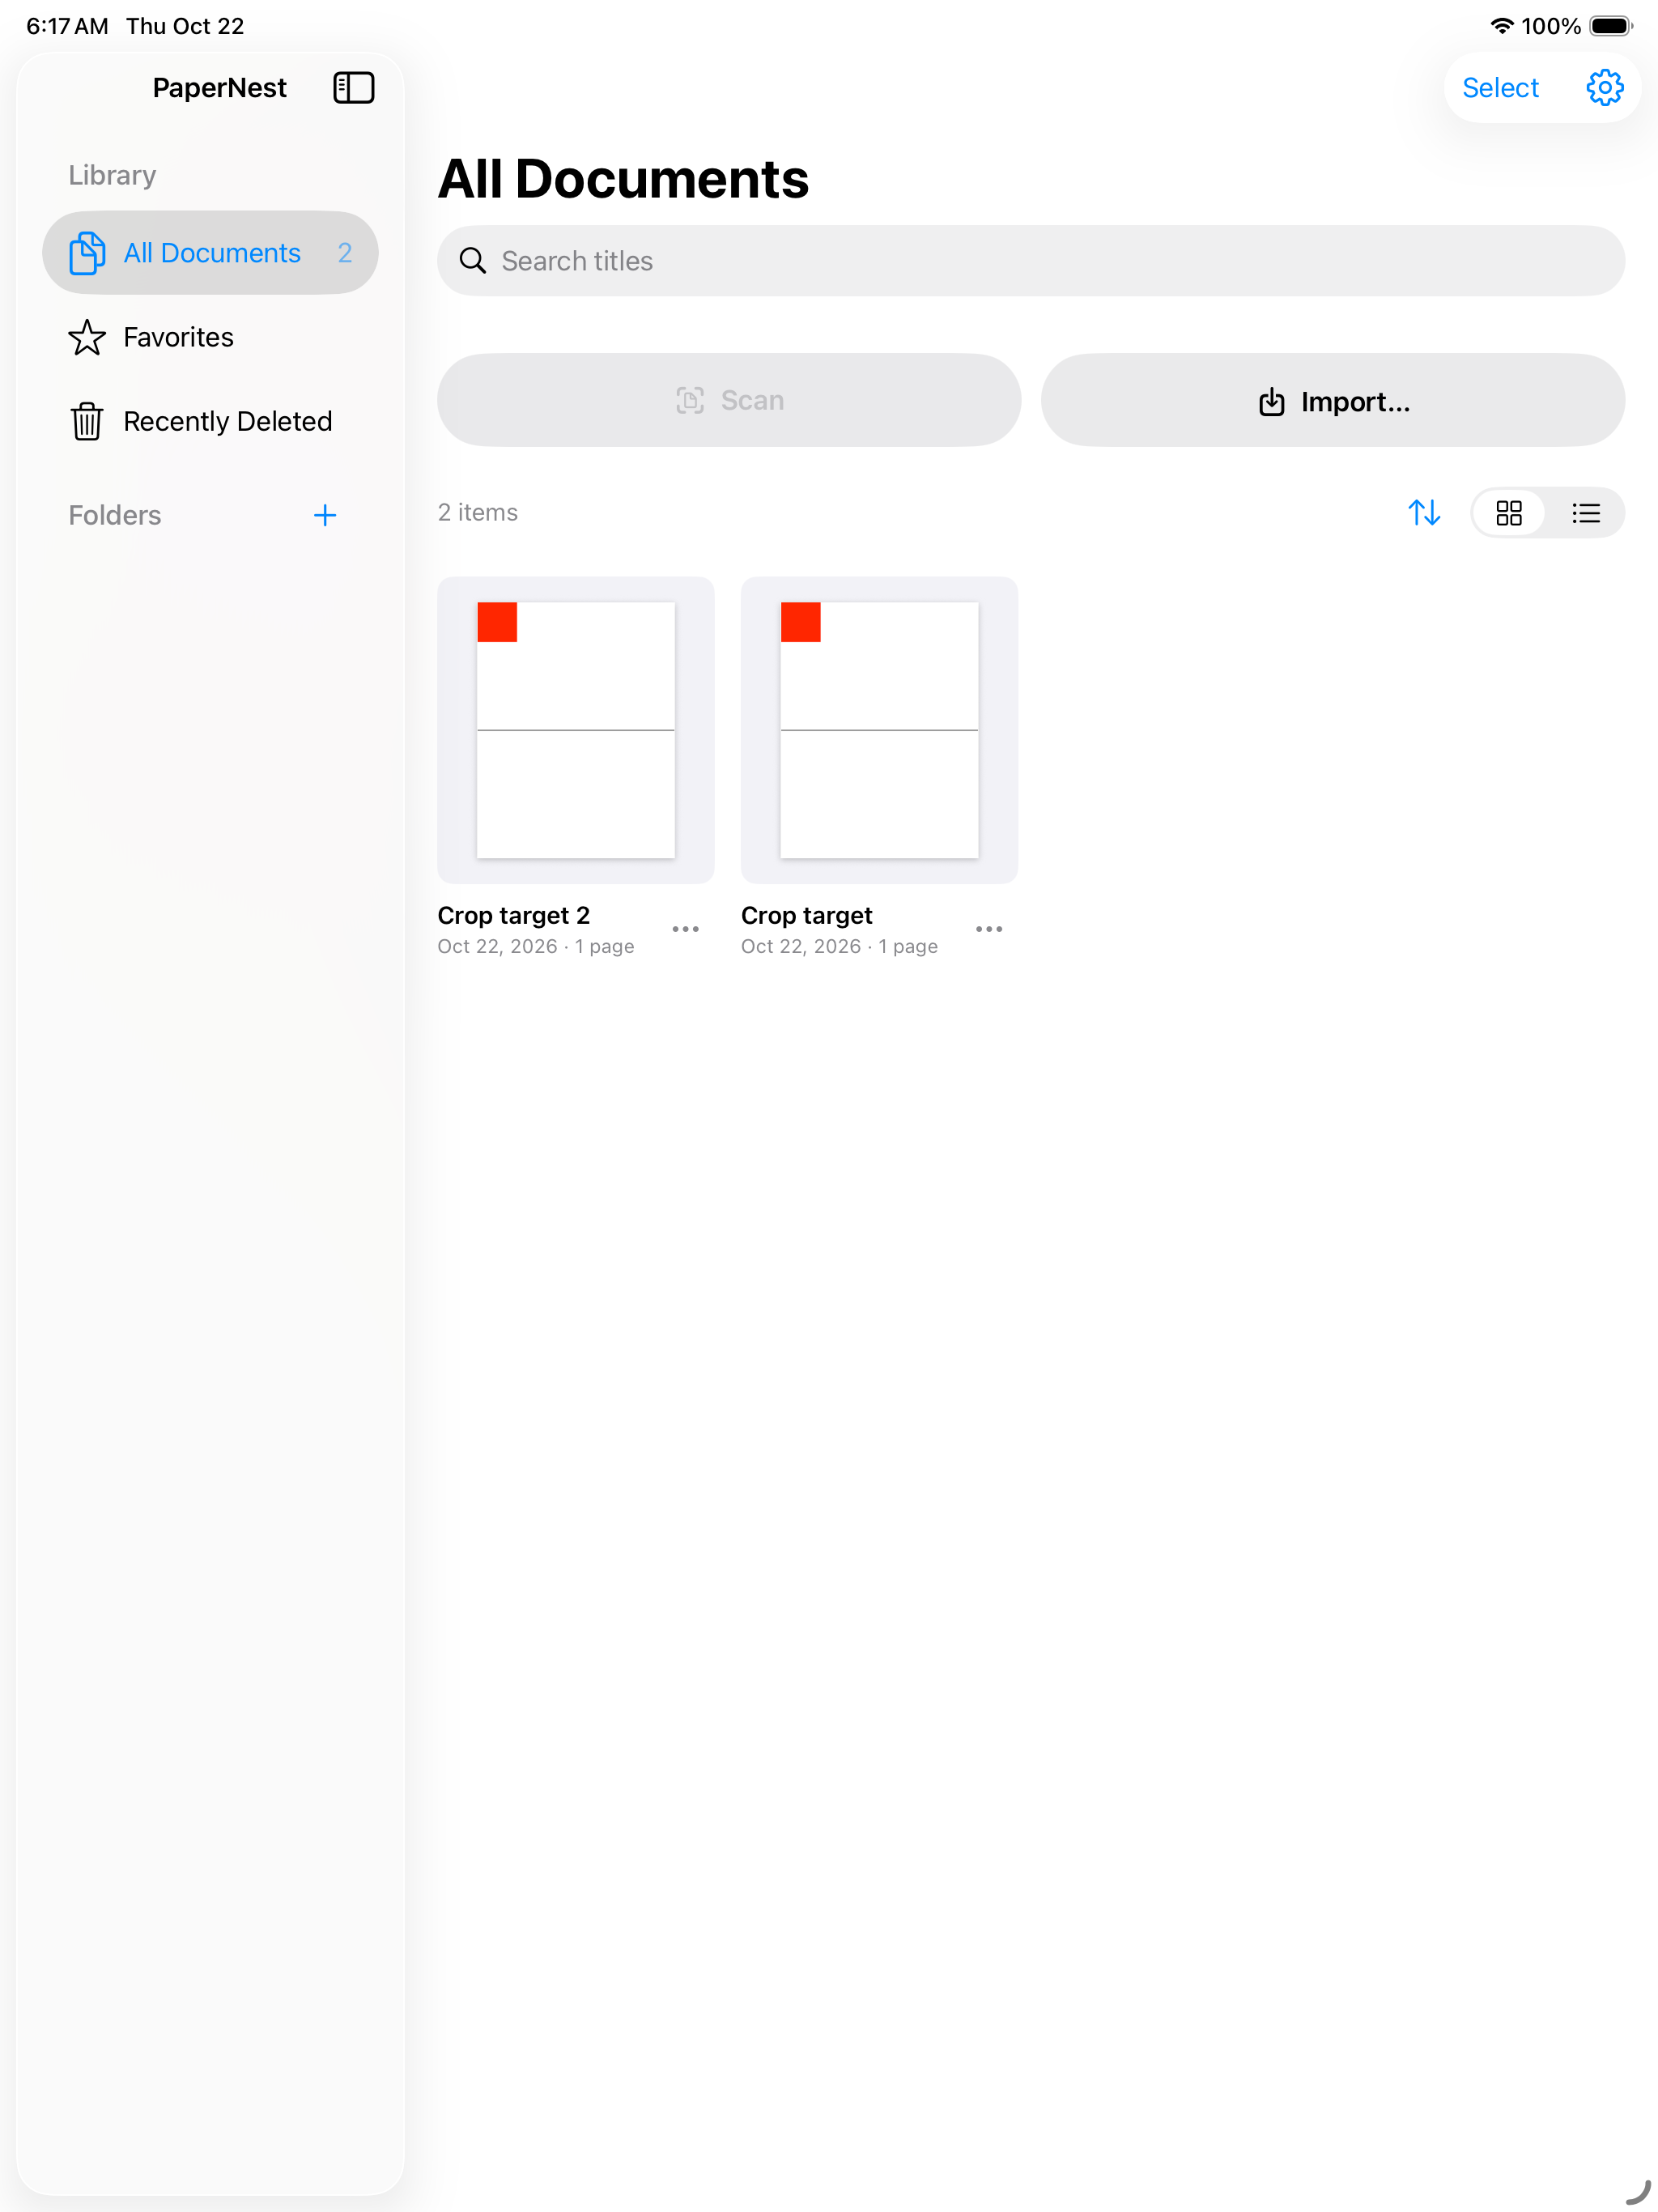 6:17 AM Thu Oct 22
100%
PaperNest
Select
Library
All Documents 2
Favorites
Recently Deleted
Folders
All Documents
Search titles
Scan
Import...
2 items
Crop target 2
Oct 22, 2026 · 1 page
Crop target
Oct 22, 2026 · 1 page